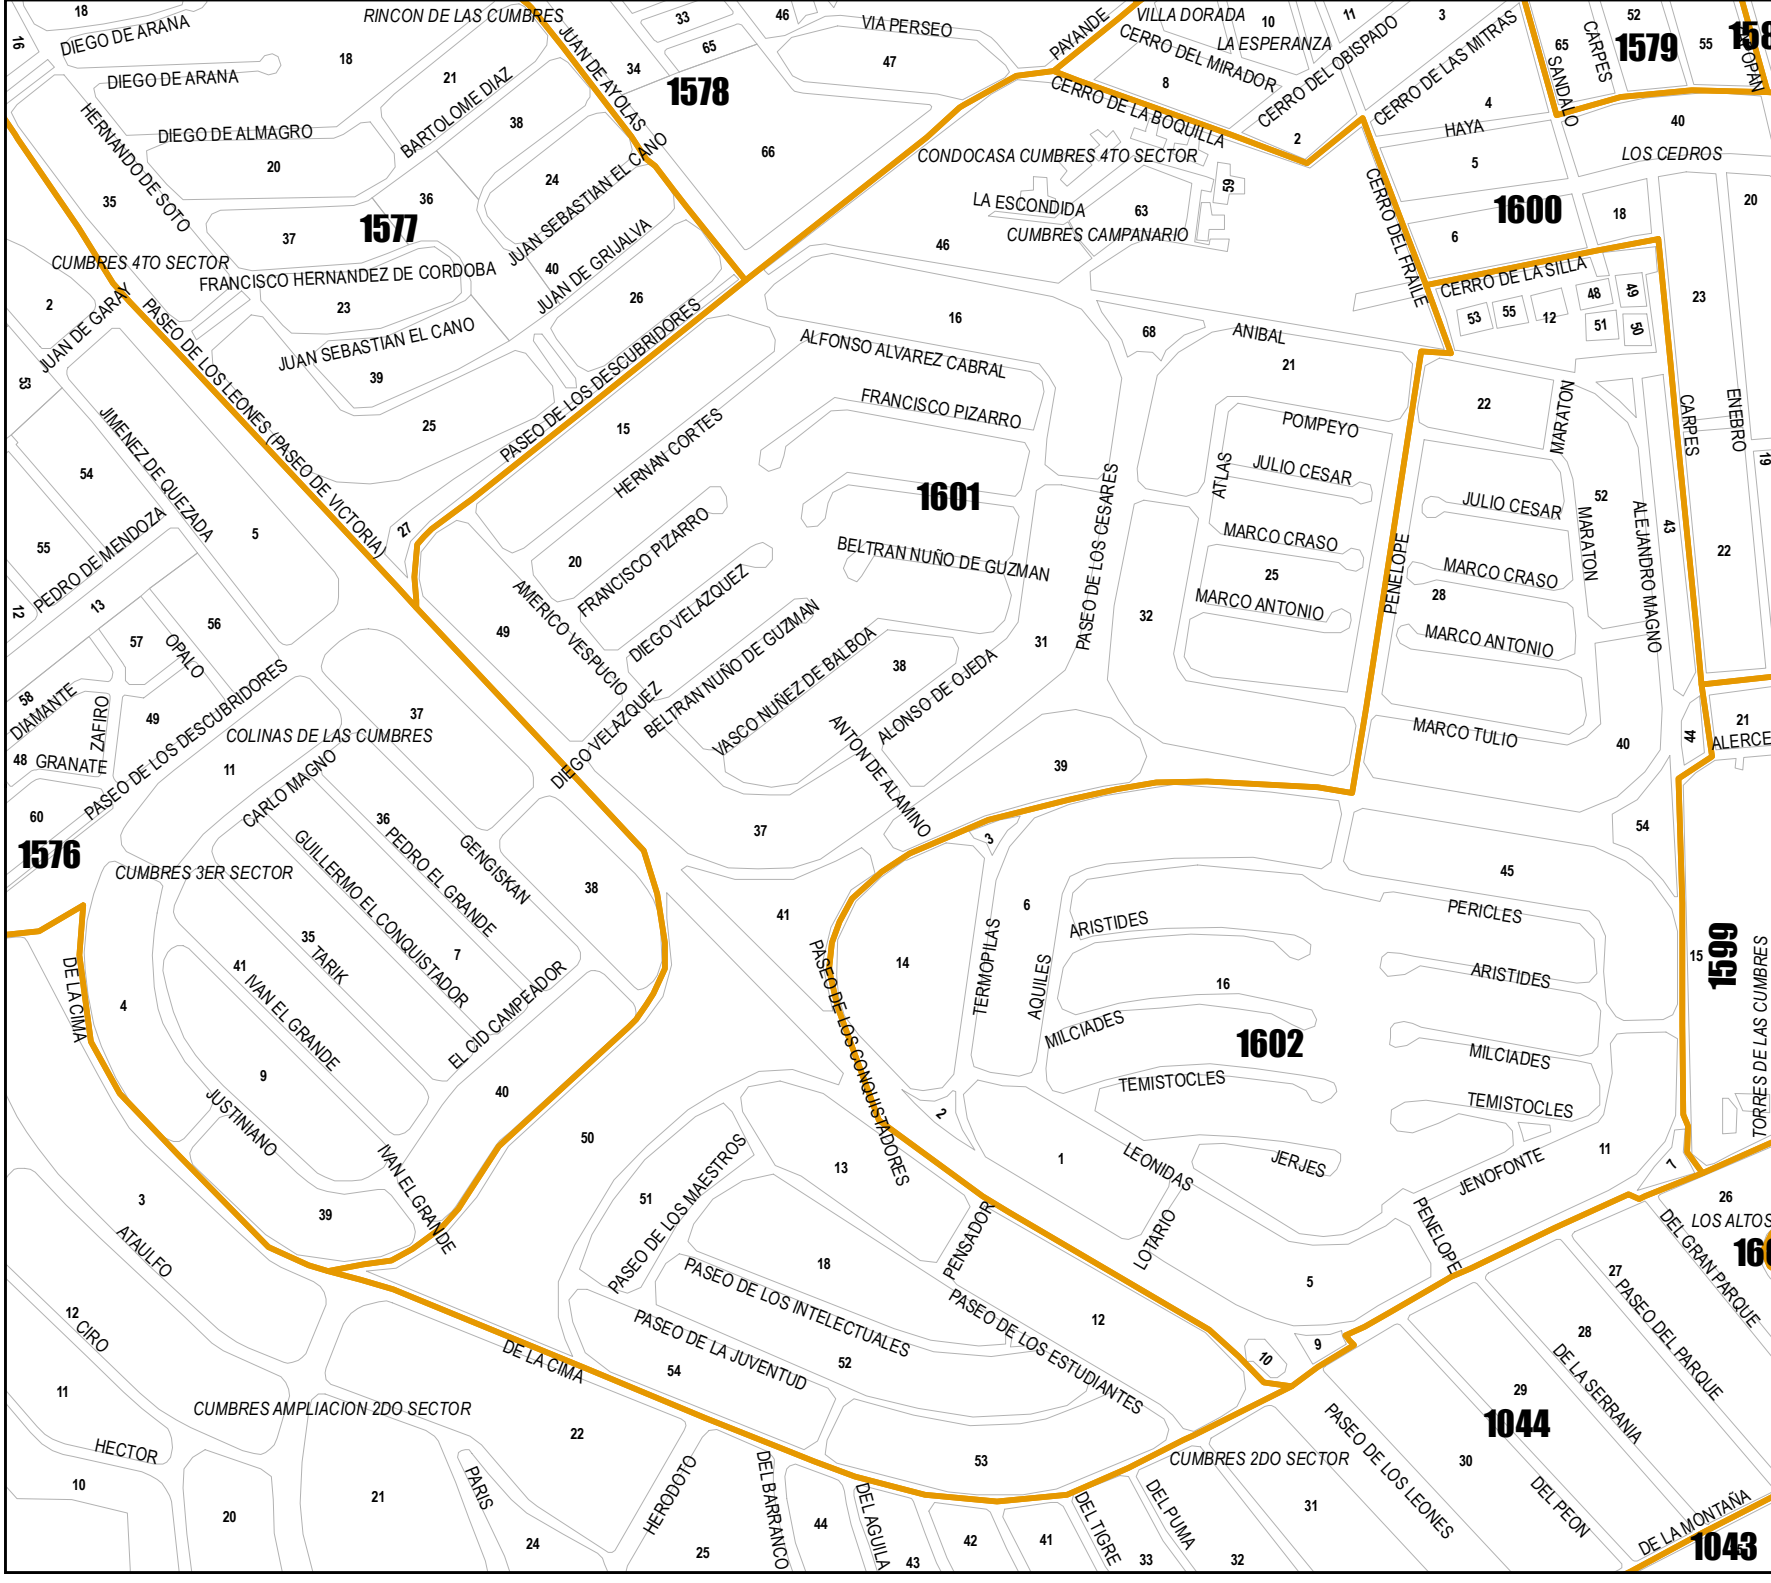 18
RINCON DE LAS CUMBRES
33
46
VIA PERSEO
VILLA DORADA
10
11
3
52
16
DIEGO DE ARANA
18
JUAN DE AYOLAS
65
47
PAYANDE
CERRO DEL MIRADOR
LA ESPERANZA
CERRO DEL OBISPADO
CERRO DE LAS MITRAS
65
CARPES
1579
55
DIEGO DE ARANA
21
34
1578
8
SANDALO
HERNANDO DE SOTO
BARTOLOME DIAZ
CERRO DE LA BOQUILLA
4
DIEGO DE ALMAGRO
38
2
HAYA
40
20
66
CONDOCASA CUMBRES 4TO SECTOR
5
LOS CEDROS
24
JUAN SEBASTIAN EL CANO
59
CERRO DEL FRAILE
35
36
LA ESCONDIDA
63
1600
18
20
1577
37
JUAN DE GRIJALVA
46
CUMBRES CAMPANARIO
6
CUMBRES 4TO SECTOR
FRANCISCO HERNANDEZ DE CORDOBA
40
CERRO DE LA SILLA
2
JUAN DE GARAY
23
26
48
49
23
PASEO DE LOS LEONES (PASEO DE VICTORIA)
JUAN SEBASTIAN EL CANO
PASEO DE LOS DESCUBRIDORES
16
68
ANIBAL
53
55
12
51
50
53
39
ALFONSO ALVAREZ CABRAL
21
JIMENEZ DE QUEZADA
25
15
HERNAN CORTES
FRANCISCO PIZARRO
POMPEYO
22
MARATON
CARPES
ENEBRO
54
1601
PASEO DE LOS CESARES
ATLAS
JULIO CESAR
JULIO CESAR
52
19
55
PEDRO DE MENDOZA
5
27
FRANCISCO PIZARRO
MARCO CRASO
PENELOPE
MARATON
ALEJANDRO MAGNO
43
22
20
BELTRAN NUÑO DE GUZMAN
25
MARCO CRASO
12
13
56
AMERICO VESPUCIO
DIEGO VELAZQUEZ
MARCO ANTONIO
28
57
OPALO
49
BELTRAN NUÑO DE GUZMAN
VASCO NUÑEZ DE BALBOA
38
31
32
MARCO ANTONIO
58
DIAMANTE
ZAFIRO
49
PASEO DE LOS DESCUBRIDORES
37
DIEGO VELAZQUEZ
ALONSO DE OJEDA
MARCO TULIO
44
21
COLINAS DE LAS CUMBRES
ANTON DE ALAMINO
40
ALERCE
48
GRANATE
11
CARLO MAGNO
39
60
36
37
3
54
1576
GUILLERMO EL CONQUISTADOR
PEDRO EL GRANDE
GENGISKAN
CUMBRES 3ER SECTOR
38
45
41
6
ARISTIDES
PERICLES
35
TARIK
7
14
TERMOPILAS
AQUILES
15
1599
DE LA CIMA
41
IVAN EL GRANDE
16
ARISTIDES
4
EL CID CAMPEADOR
PASEO DE LOS CONQUISTADORES
MILCIADES
1602
MILCIADES
TORRES DE LAS CUMBRES
9
TEMISTOCLES
JUSTINIANO
40
2
TEMISTOCLES
50
13
1
LEONIDAS
JERJES
JENOFONTE
11
7
3
IVAN EL GRANDE
51
PASEO DE LOS MAESTROS
39
PENSADOR
LOTARIO
PENELOPE
26
LOS ALTOS
ATAULFO
18
PASEO DE LOS INTELECTUALES
5
27
DEL GRAN PARQUE
12
CIRO
PASEO DE LA JUVENTUD
PASEO DE LOS ESTUDIANTES
12
28
PASEO DEL PARQUE
DE LA CIMA
54
52
10
9
DE LA SERRANIA
11
CUMBRES AMPLIACION 2DO SECTOR
29
1044
HECTOR
22
PASEO DE LOS LEONES
10
PARIS
HERODOTO
DEL BARRANCO
53
CUMBRES 2DO SECTOR
30
21
DEL AGUILA
DEL TIGRE
DEL PUMA
31
DEL PEON
20
44
24
25
43
42
41
33
32
DE LA MONTAÑA
1043